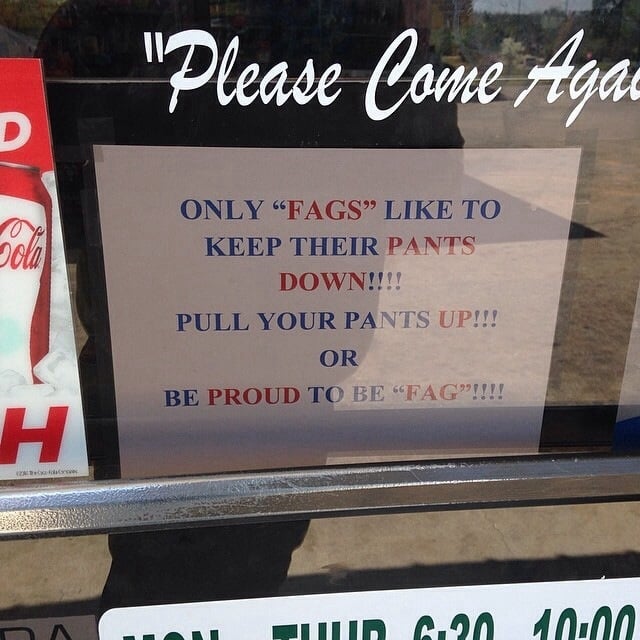 "Please Come Aga
D
Cola
H
ONLY “FAGS” LIKE TO
KEEP THEIR PANTS
DOWN!!!!
PULL YOUR PANTS UP!!!
OR
BE PROUD TO BE “FAG”!!!!
MON - THUR 6:30 10:00